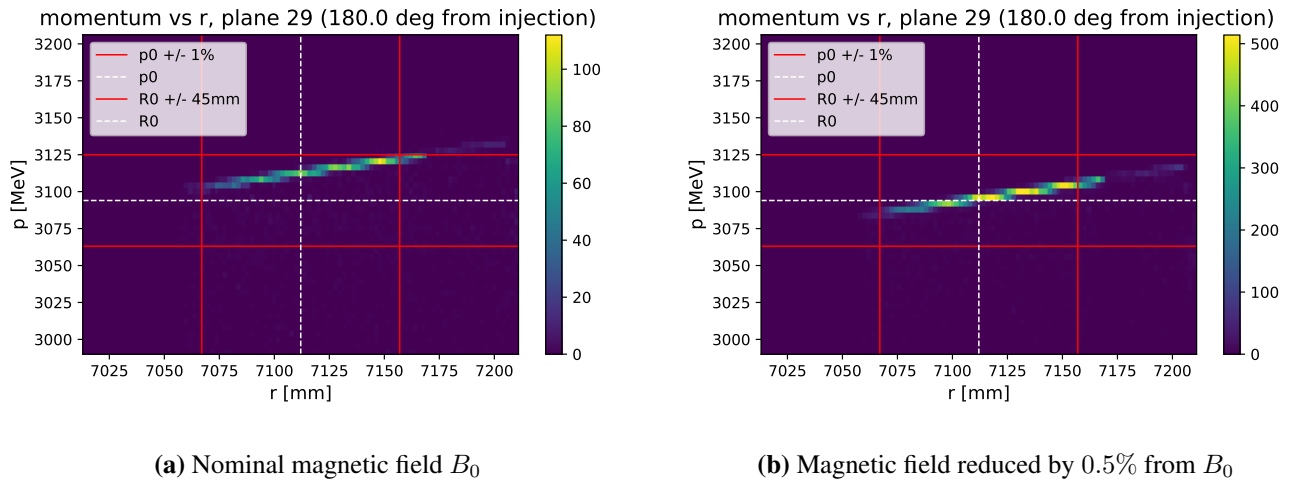 momentum vs r, plane 29 (180.0 deg from injection)
3200
3175
3150
3125
3100
3075
3050
3025
3000
p [MeV]
p0 +/- 1%
p0
R0 +/- 45mm
R0
7025 7050 7075 7100 7125 7150 7175 7200
r [mm]
100
80
60
40
20
0
(a) Nominal magnetic field B₀
momentum vs r, plane 29 (180.0 deg from injection)
3200
3175
3150
3125
3100
3075
3050
3025
3000
p [MeV]
p0 +/- 1%
p0
R0 +/- 45mm
R0
7025 7050 7075 7100 7125 7150 7175 7200
r [mm]
500
400
300
200
100
0
(b) Magnetic field reduced by 0.5% from B₀